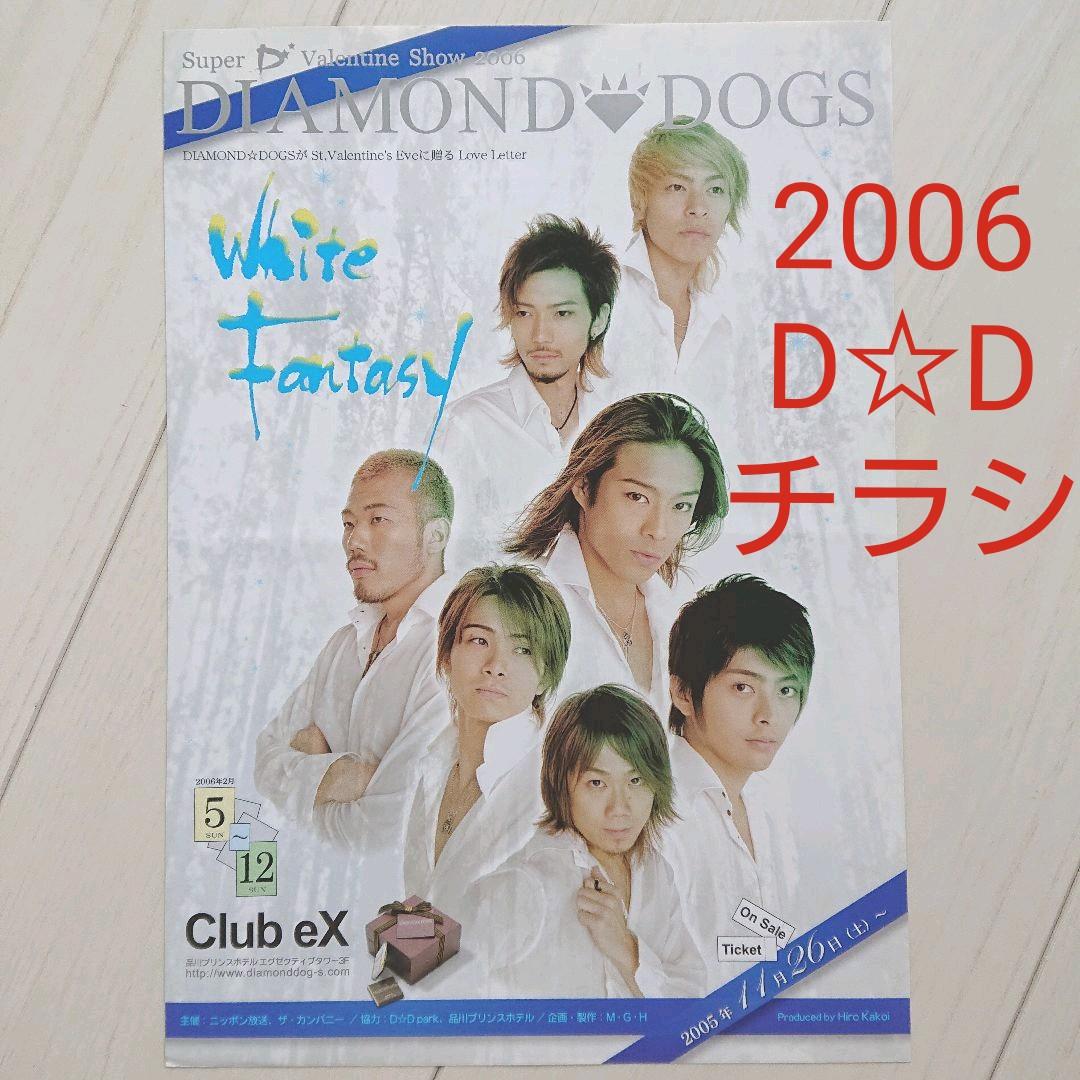 Super D☆ Valentine Show 2006
DIAMOND DOGS
DIAMOND☆DOGSが St,Valentine's Eveに贈る Love Letter
White
Fantasy
2006
D☆D
チラシ
2006年2月
5
SUN
~
12
SUN
Club eX
品川プリンスホテル エグゼクティブタワー3F
http://www.diamonddog-s.com
On Sale
Ticket
2005年11月26日(土)~
主催:ニッポン放送、ザ・カンパニー / 協力:D☆D park、品川プリンスホテル / 企画・製作:M・G・H
Produced by Hiro Kakoi